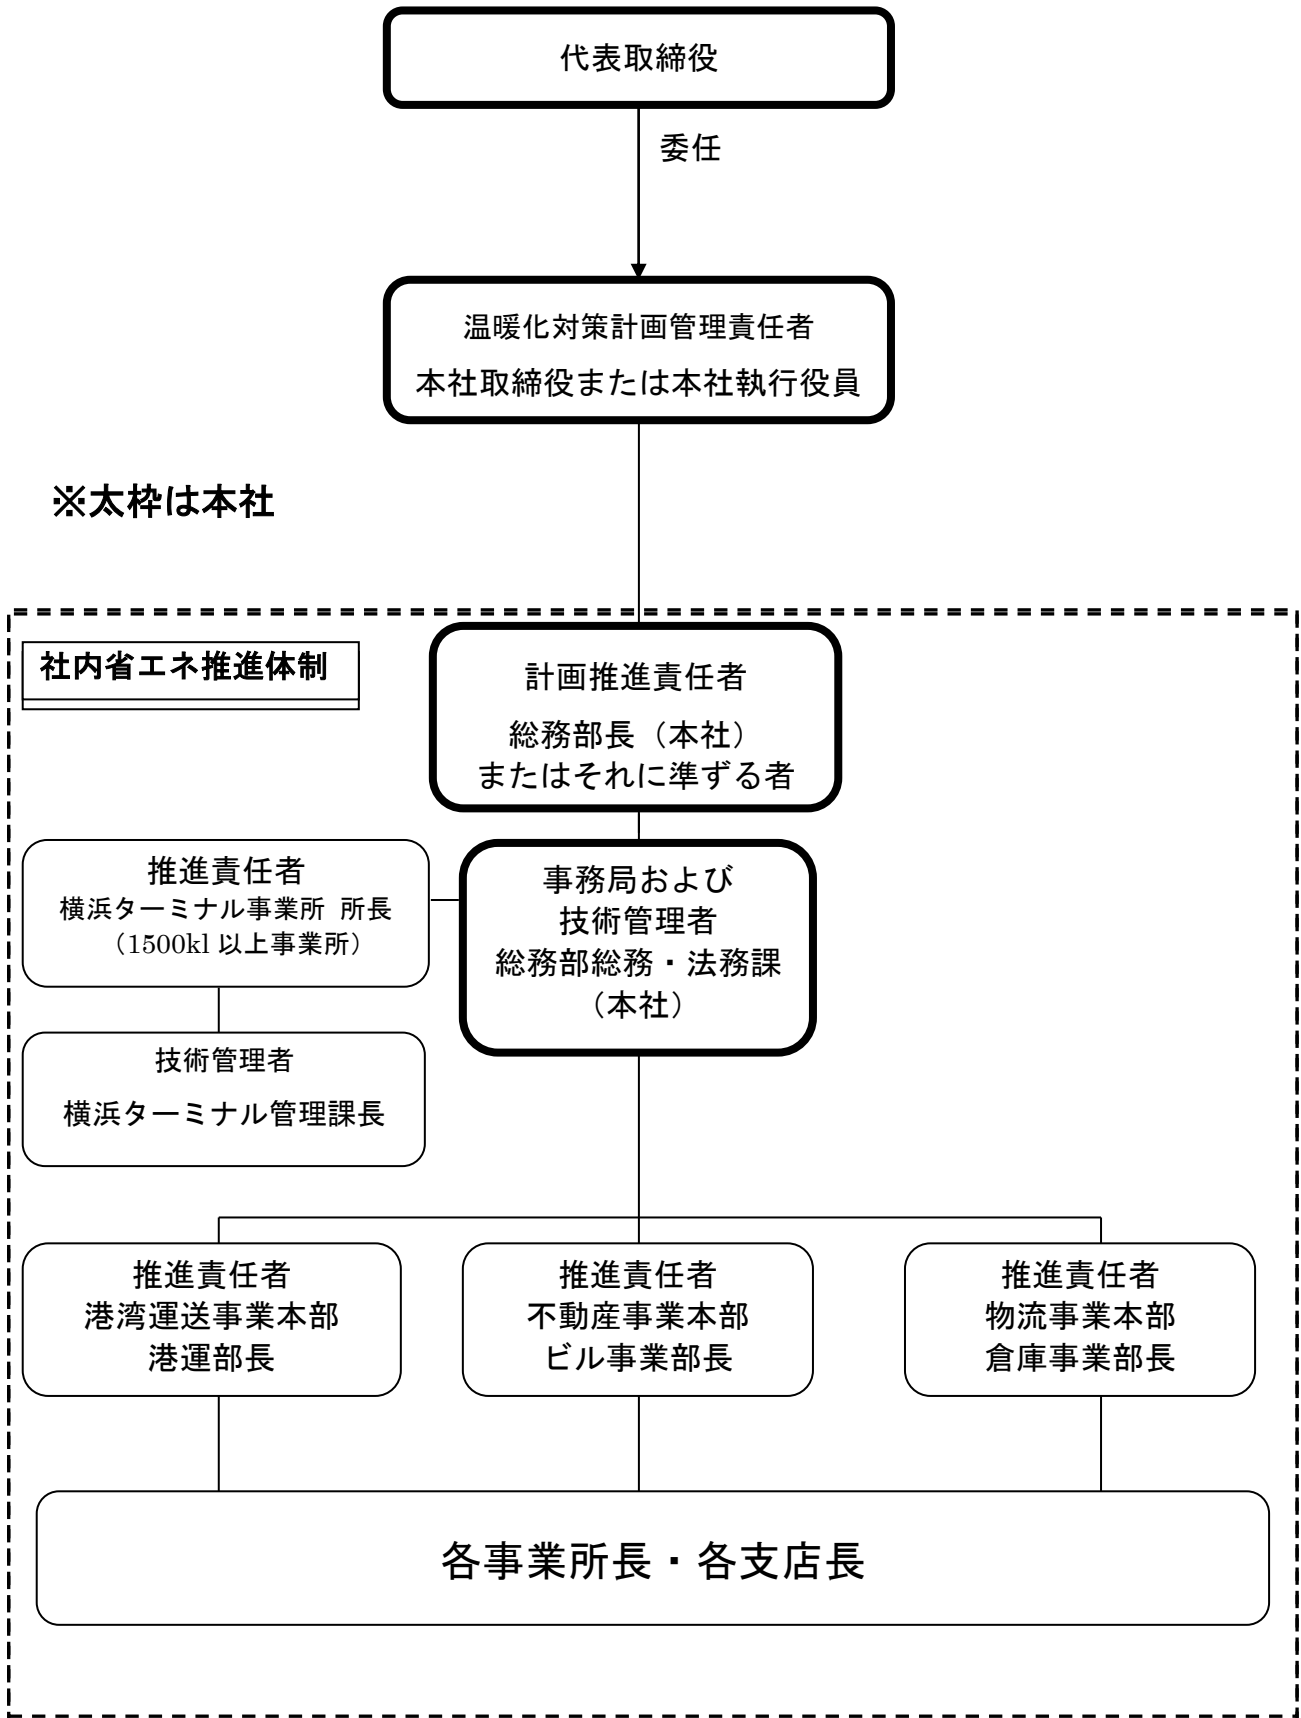 代表取締役
委任
温暖化対策計画管理責任者
本社取締役または本社執行役員
※太枠は本社
社内省エネ推進体制
計画推進責任者
総務部長（本社）
またはそれに準ずる者
推進責任者
横浜ターミナル事業所 所長
（1500kl 以上事業所）
事務局および
技術管理者
総務部総務・法務課
（本社）
技術管理者
横浜ターミナル管理課長
推進責任者
港湾運送事業本部
港運部長
推進責任者
不動産事業本部
ビル事業部長
推進責任者
物流事業本部
倉庫事業部長
各事業所長・各支店長